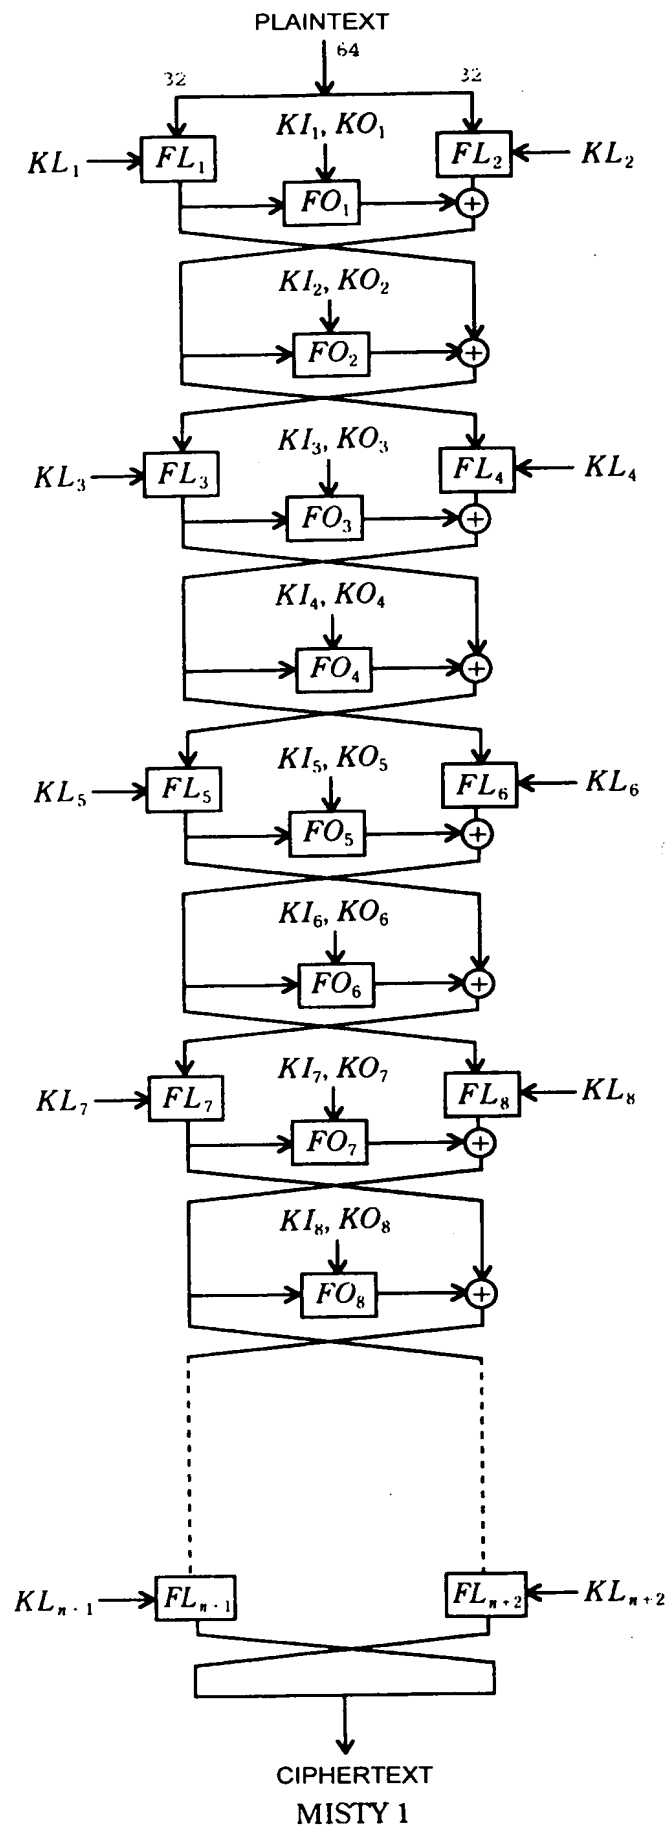 PLAINTEXT
64
32 32
KI₁, KO₁
KL₁ FL₁ FL₂ KL₂
FO₁
KI₂, KO₂
FO₂
KI₃, KO₃
KL₃ FL₃ FL₄ KL₄
FO₃
KI₄, KO₄
FO₄
KI₅, KO₅
KL₅ FL₅ FL₆ KL₆
FO₅
KI₆, KO₆
FO₆
KI₇, KO₇
KL₇ FL₇ FL₈ KL₈
FO₇
KI₈, KO₈
FO₈
KLₙ₊₁ FLₙ₊₁ FLₙ₊₂ KLₙ₊₂
CIPHERTEXT
MISTY 1